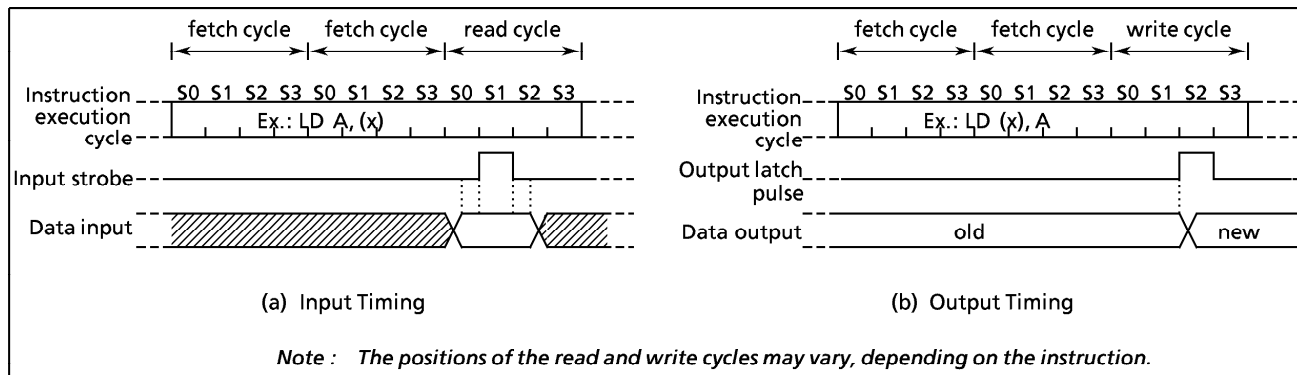 fetch cycle fetch cycle read cycle
S0 S1 S2 S3 S0 S1 S2 S3 S0 S1 S2 S3
Instruction
execution
cycle
Ex.: LD A, (x)
Input strobe
Data input
(a) Input Timing
fetch cycle fetch cycle write cycle
S0 S1 S2 S3 S0 S1 S2 S3 S0 S1 S2 S3
Instruction
execution
cycle
Ex.: LD (x), A
Output latch
pulse
Data output
old
new
(b) Output Timing
Note : The positions of the read and write cycles may vary, depending on the instruction.